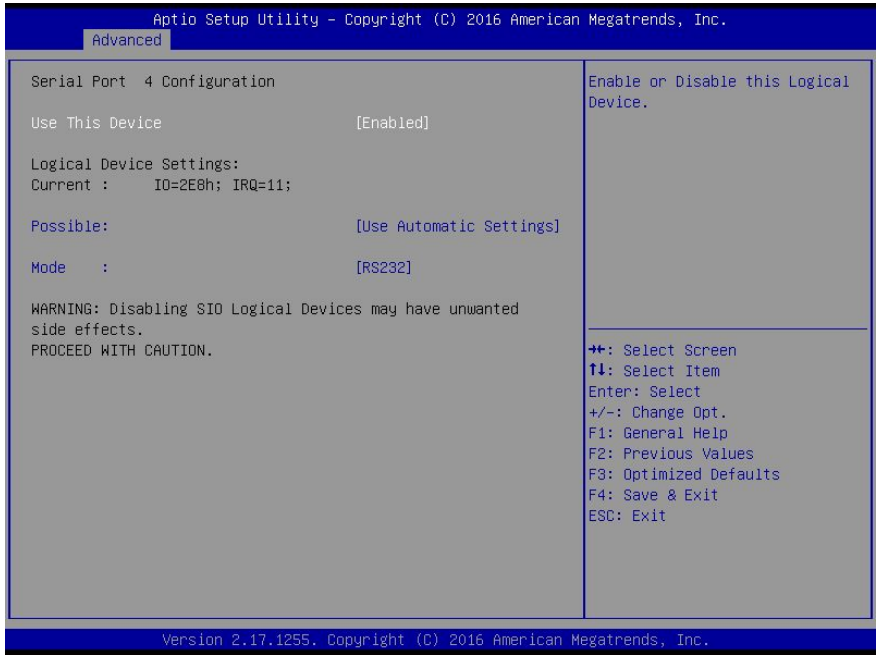 Aptio Setup Utility – Copyright (C) 2016 American Megatrends, Inc.
Advanced
Serial Port 4 Configuration
Use This Device [Enabled]
Logical Device Settings:
Current : IO=2E8h; IRQ=11;
Possible: [Use Automatic Settings]
Mode : [RS232]
WARNING: Disabling SIO Logical Devices may have unwanted
side effects.
PROCEED WITH CAUTION.
Enable or Disable this Logical
Device.
→←: Select Screen
↑↓: Select Item
Enter: Select
+/-: Change Opt.
F1: General Help
F2: Previous Values
F3: Optimized Defaults
F4: Save & Exit
ESC: Exit
Version 2.17.1255. Copyright (C) 2016 American Megatrends, Inc.